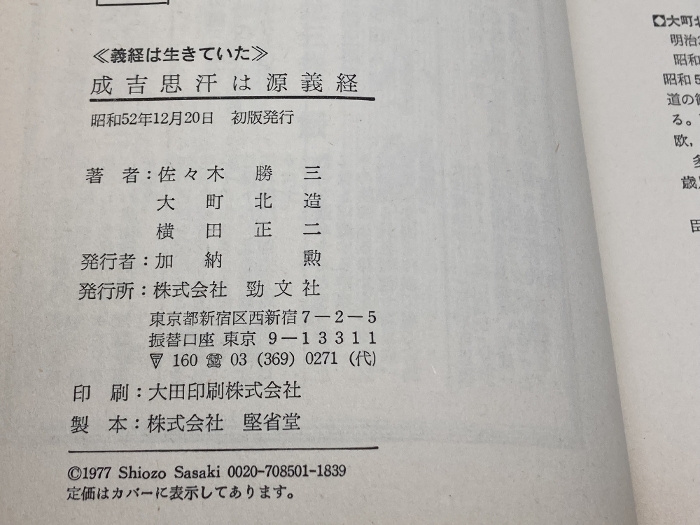 ≪義経は生きていた≫
成吉思汗は源義経
昭和52年12月20日 初版発行
著者：佐々木勝三
大町北造
横田正二
発行者：加納勲
発行所：株式会社 勁文社
東京都新宿区西新宿7－2－5
振替口座 東京 9－13311
〒160 ☎ 03 (369) 0271 (代)
印刷：大田印刷株式会社
製本：株式会社 堅省堂
©1977 Shiozo Sasaki 0020-708501-1839
定価はカバーに表示してあります。
大町北
明治
昭和
昭和5
道の
る。
欧，
歳